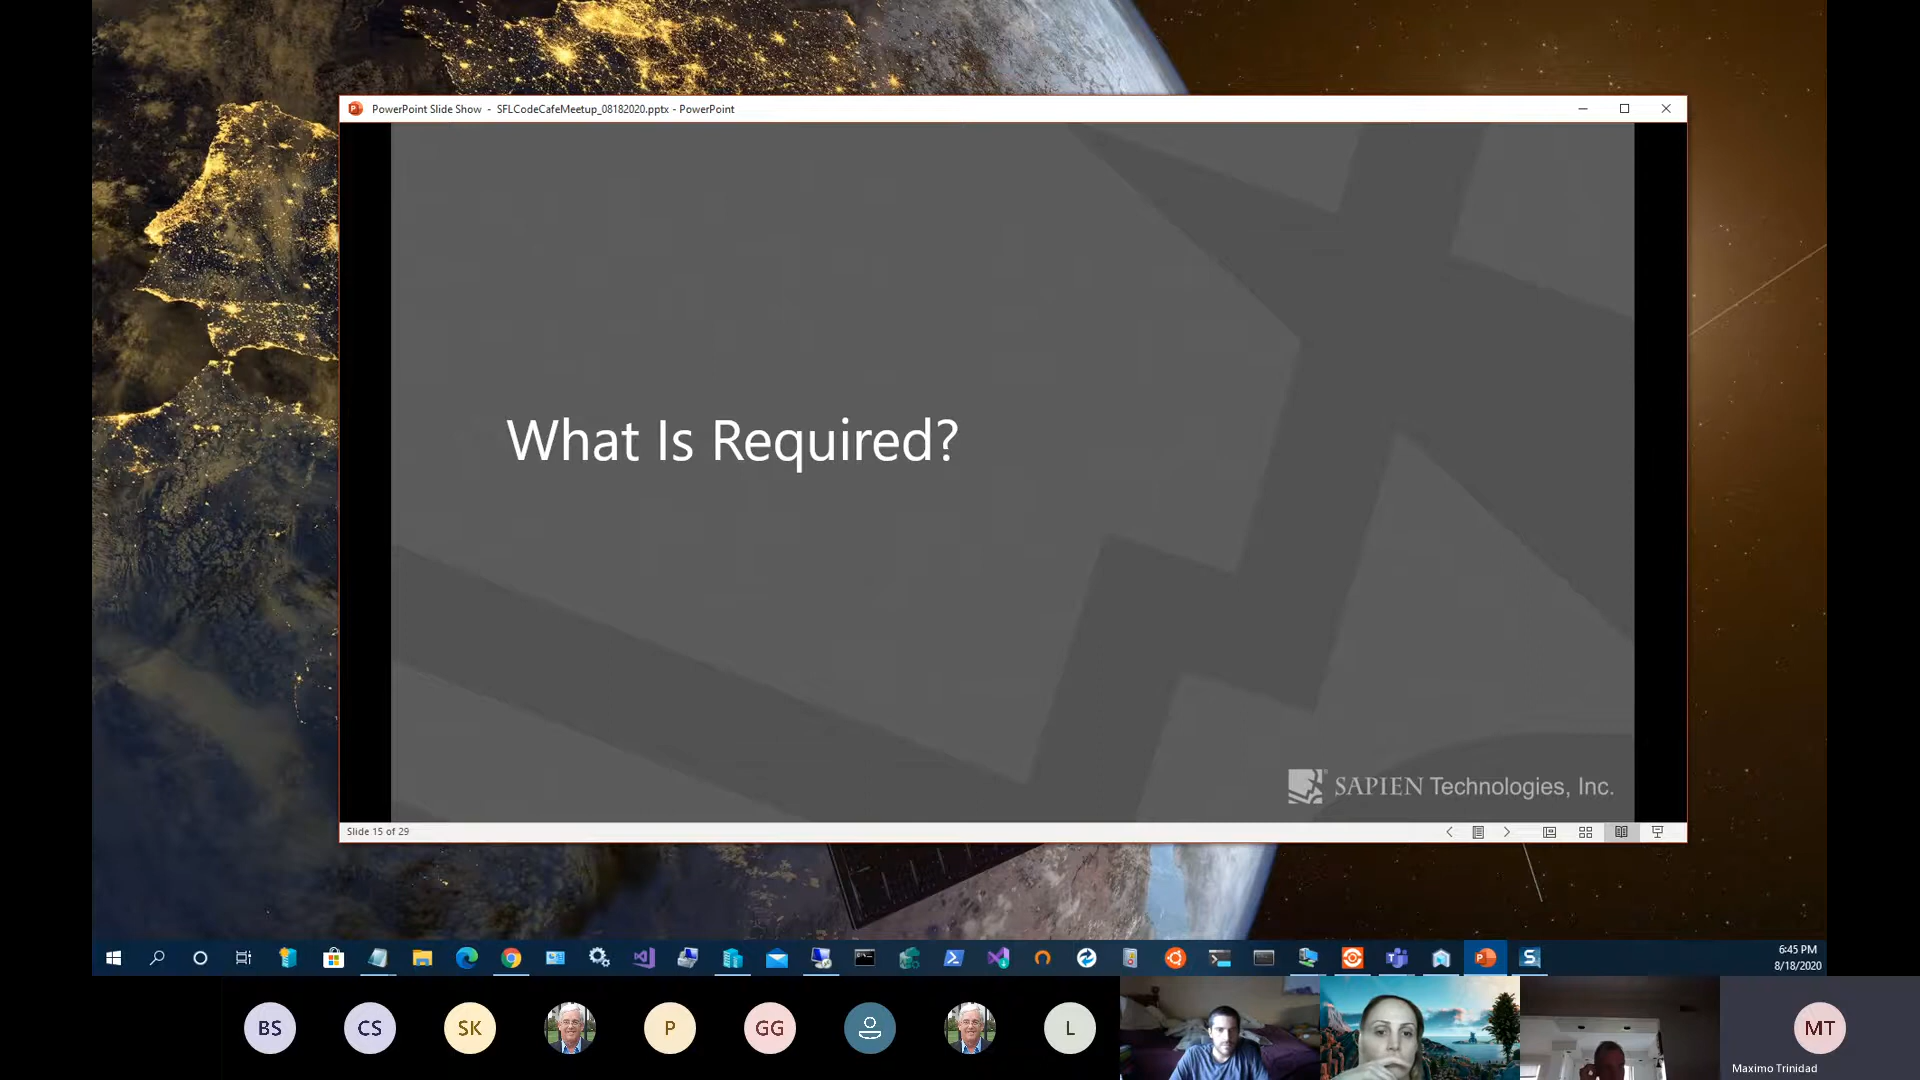 PowerPoint Slide Show - SFLCodeCafeMeetup_08182020.pptx - PowerPoint
What Is Required?
SAPIEN Technologies, Inc.
Slide 15 of 29
6:45 PM
8/18/2020
BS
CS
SK
P
GG
L
MT
Maximo Trinidad